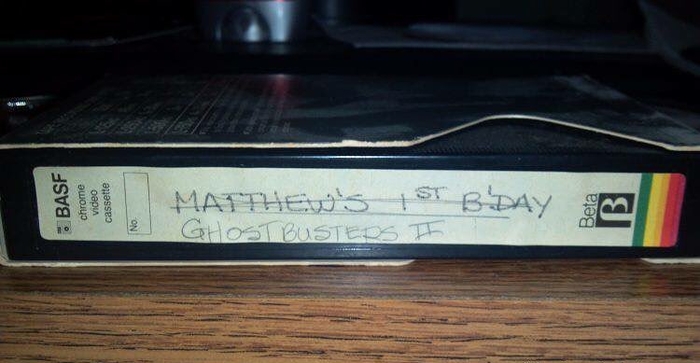 BASF
chrome
video
cassette
No.
MATTHEW'S 1ST B'DAY
GHOSTBUSTERS II
Beta
β